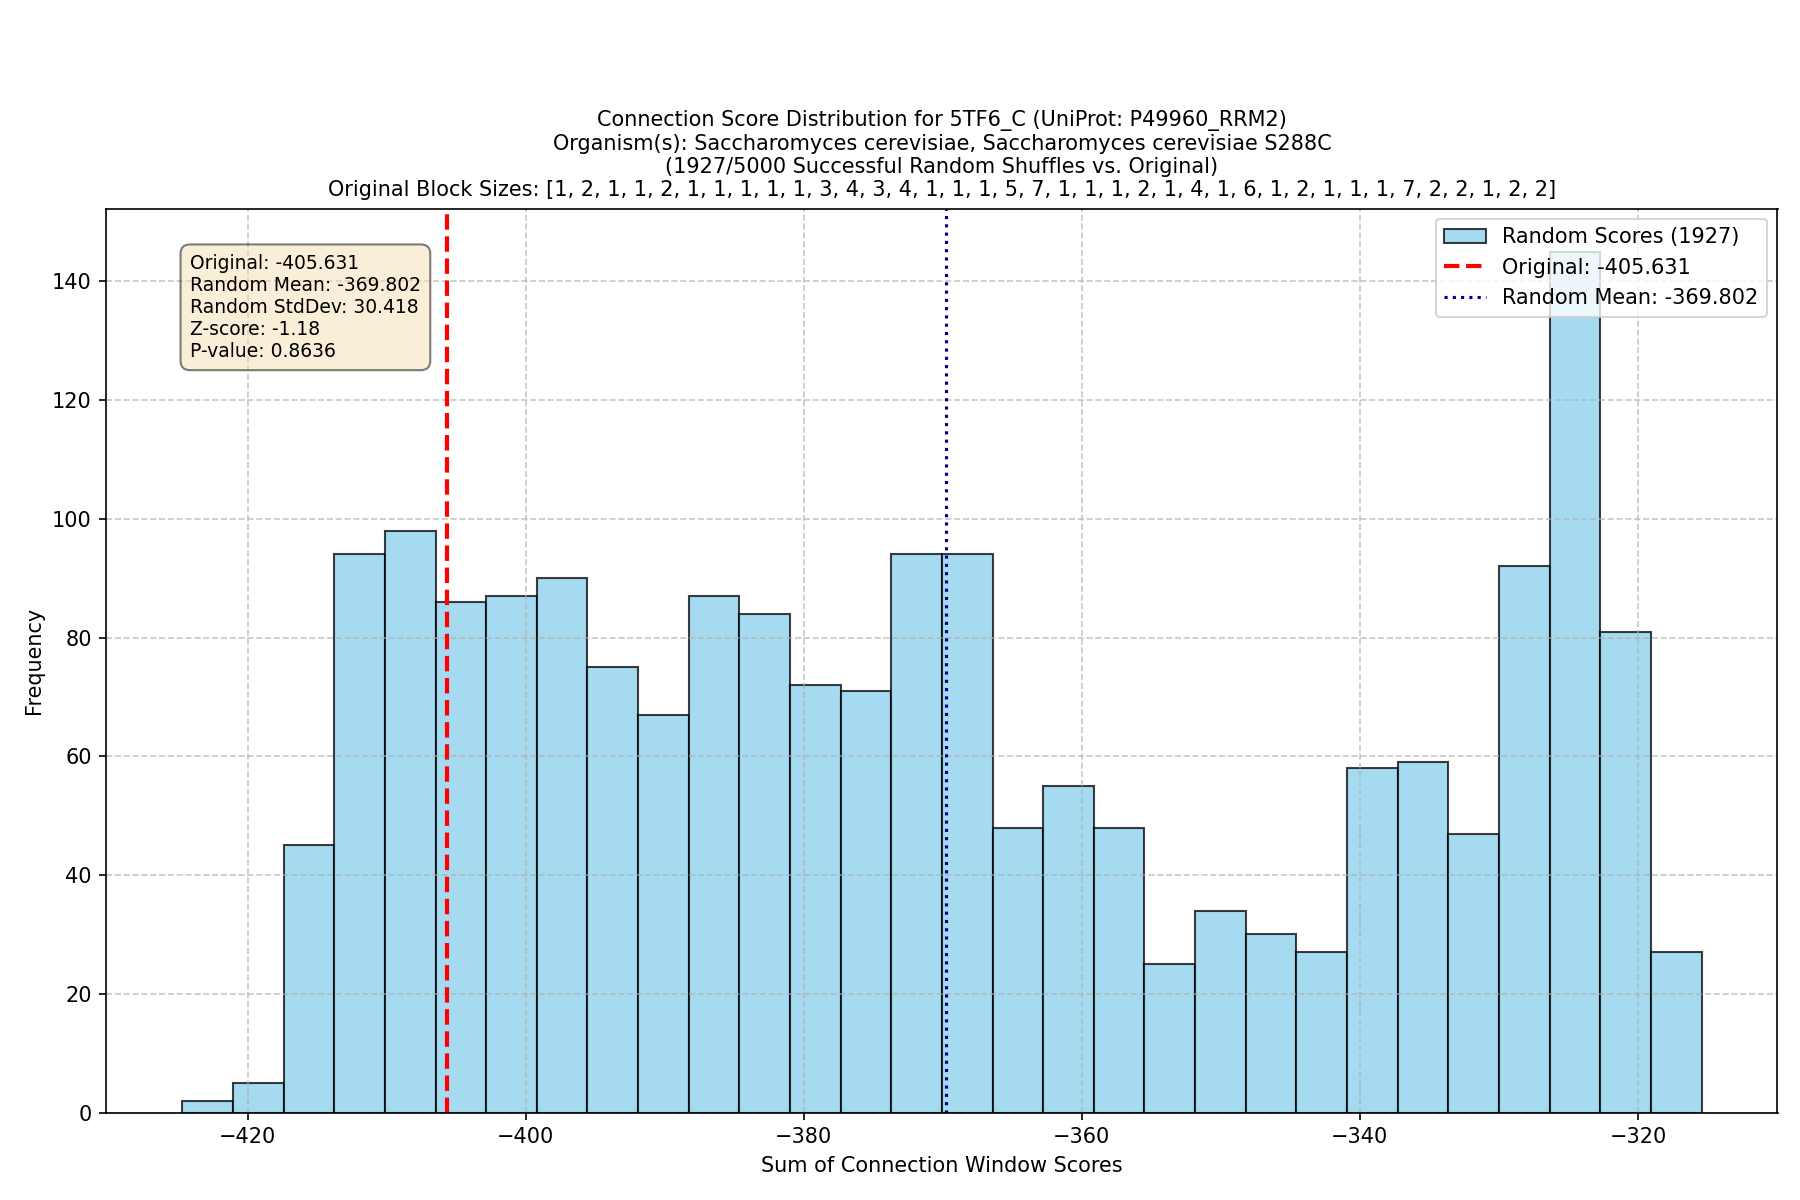 Connection Score Distribution for 5TF6_C (UniProt: P49960_RRM2)
Organism(s): Saccharomyces cerevisiae, Saccharomyces cerevisiae S288C
(1927/5000 Successful Random Shuffles vs. Original)
Original Block Sizes: [1, 2, 1, 1, 2, 1, 1, 1, 1, 1, 3, 4, 3, 4, 1, 1, 1, 5, 7, 1, 1, 1, 2, 1, 4, 1, 6, 1, 2, 1, 1, 1, 7, 2, 2, 1, 2, 2]
Original: -405.631
Random Mean: -369.802
Random StdDev: 30.418
Z-score: -1.18
P-value: 0.8636
Random Scores (1927)
Original: -405.631
Random Mean: -369.802
Frequency
140
120
100
80
60
40
20
0
−420 −400 −380 −360 −340 −320
Sum of Connection Window Scores